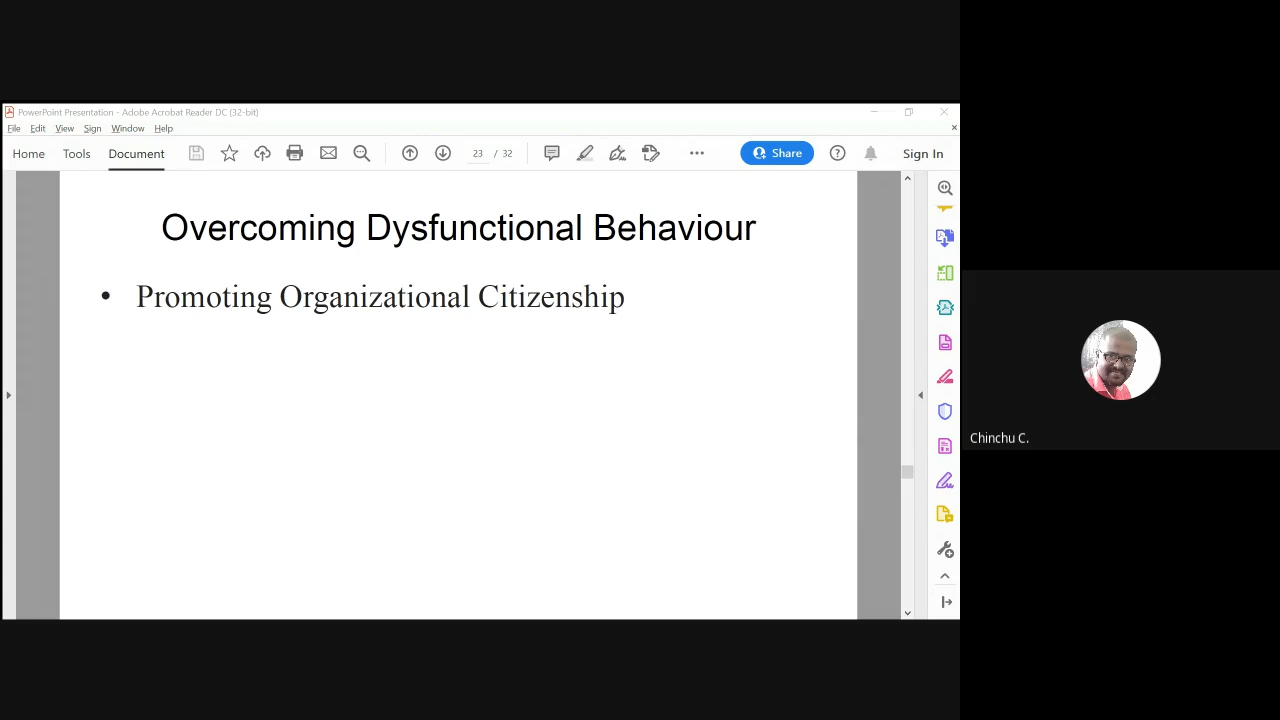 PowerPoint Presentation - Adobe Acrobat Reader DC (32-bit)
File Edit View Sign Window Help
Home Tools Document 23 / 32 Share Sign In
Overcoming Dysfunctional Behaviour
• Promoting Organizational Citizenship
Chinchu C.